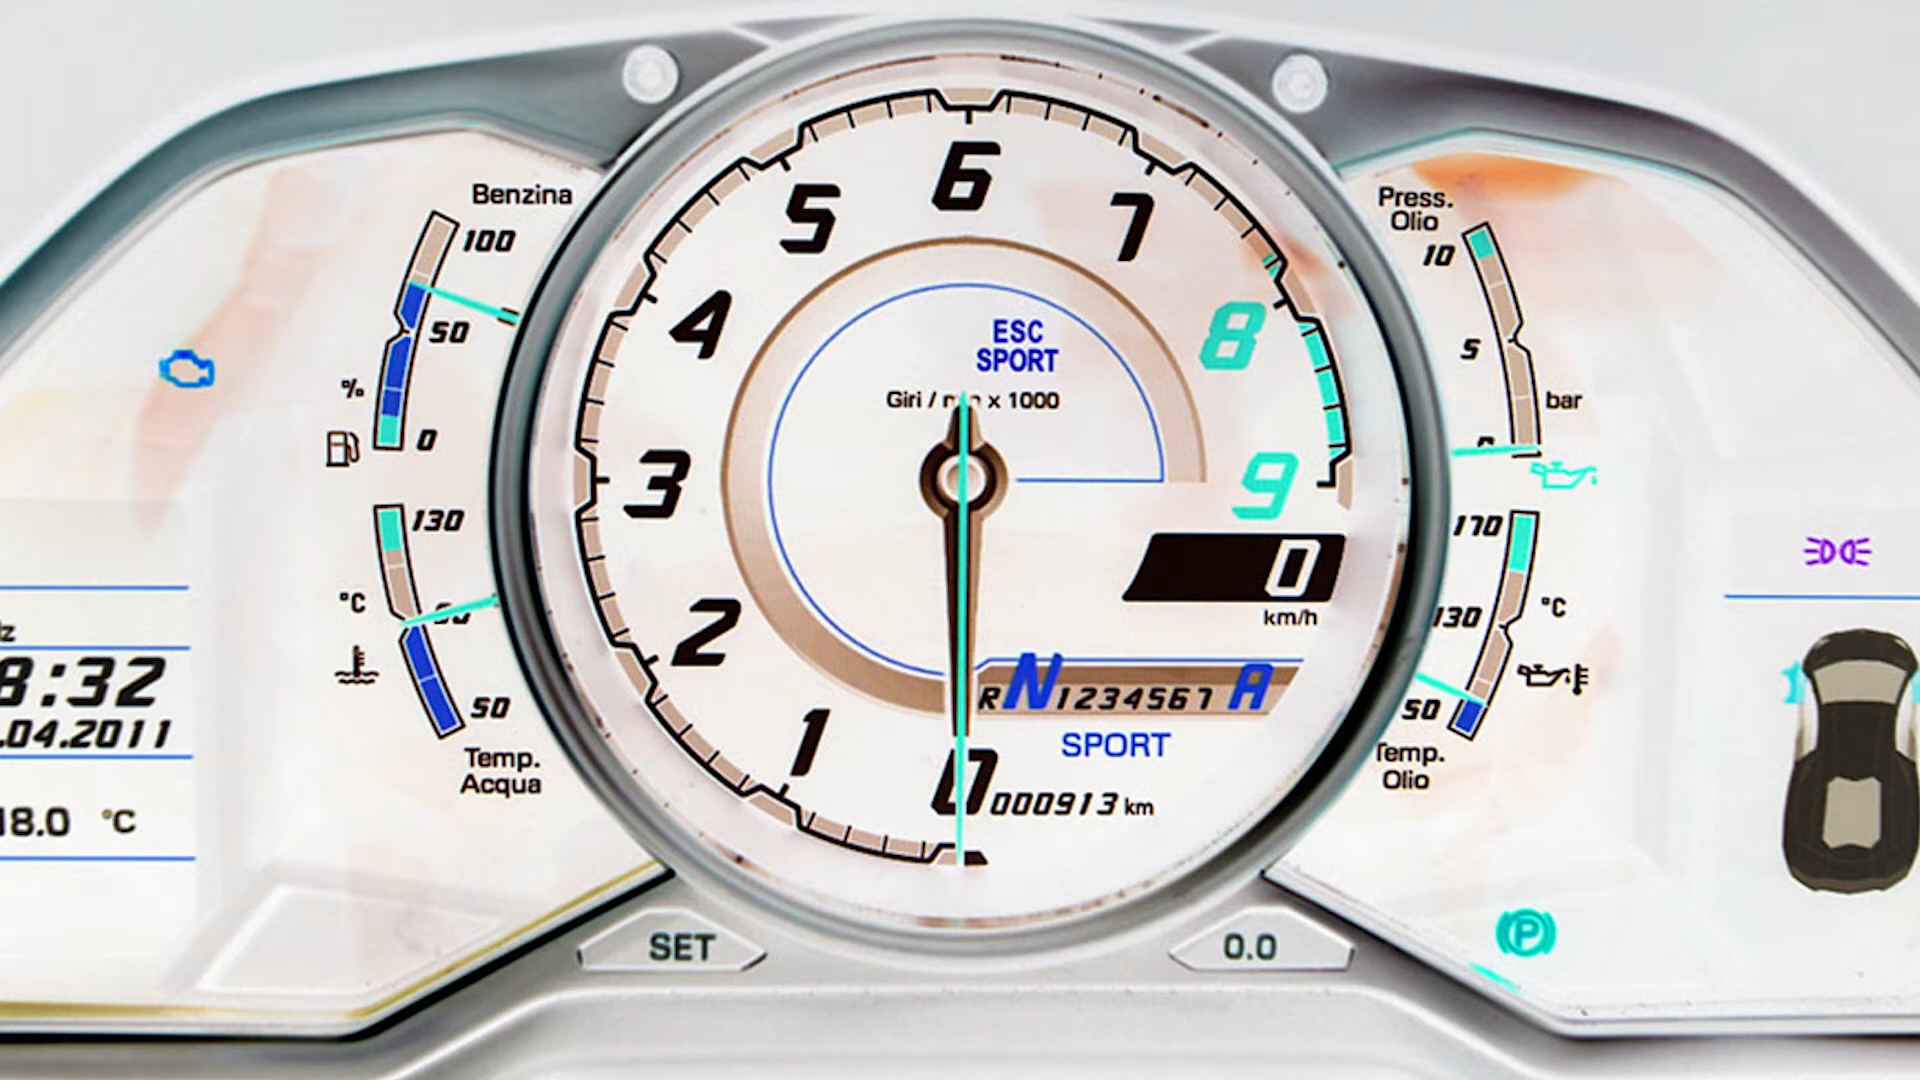 Benzina
100
50
%
0
130
°C
50
Temp.
Acqua
8:32
.04.2011
18.0 °C
6
5
7
4
8
3
9
2
1
0
ESC
SPORT
Giri / x 1000
0
km/h
R N 1234567 A
SPORT
000913 km
SET
0.0
Press.
Olio
10
5
bar
170
°C
130
50
Temp.
Olio
P